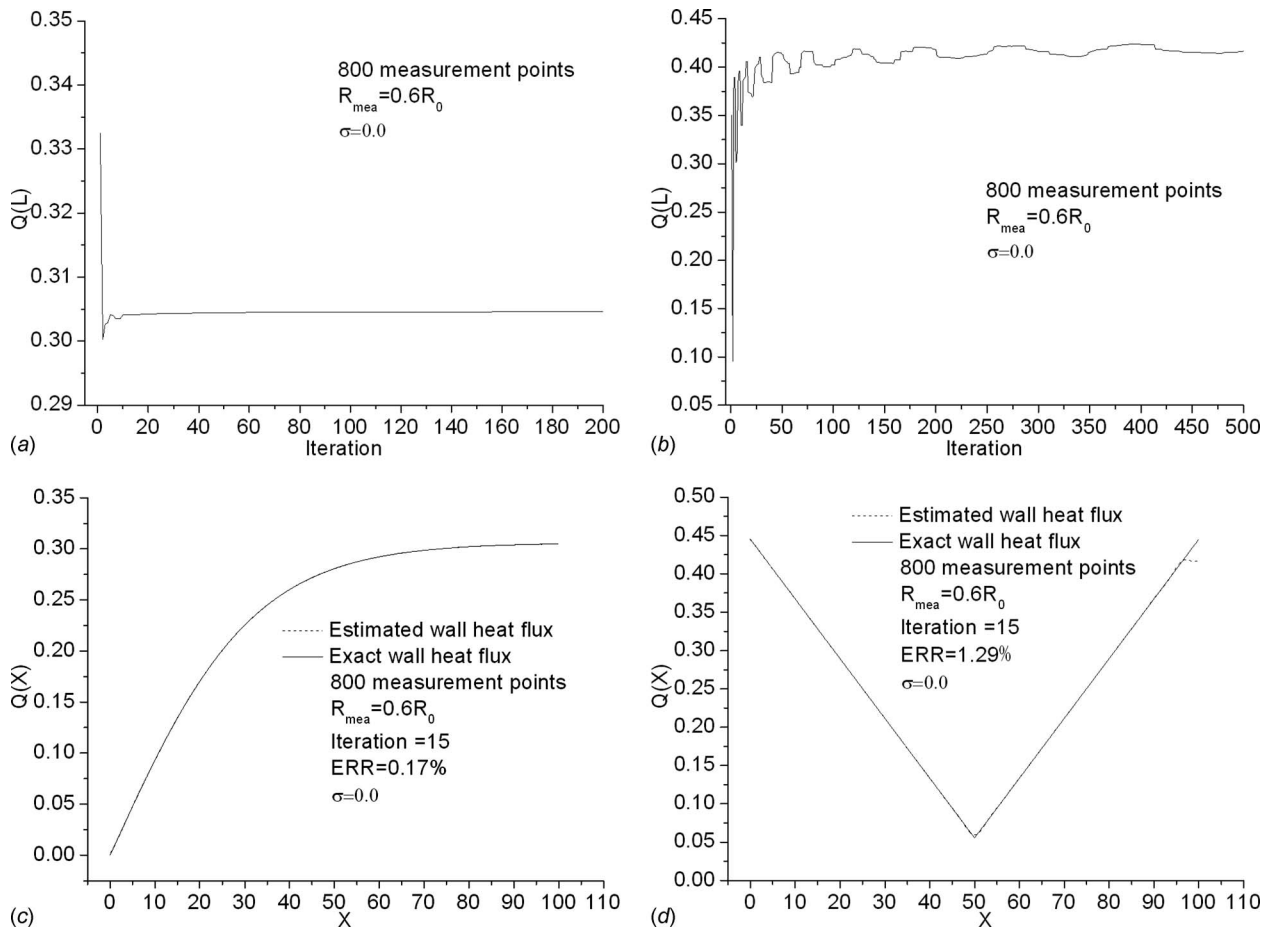 0.35
0.34
0.33
0.32
0.31
0.30
0.29
Q(L)
800 measurement points
R_mea=0.6R_0
σ=0.0
0 20 40 60 80 100 120 140 160 180 200
Iteration
(a)
0.45
0.40
0.35
0.30
0.25
0.20
0.15
0.10
0.05
Q(L)
800 measurement points
R_mea=0.6R_0
σ=0.0
0 50 100 150 200 250 300 350 400 450 500
Iteration
(b)
0.35
0.30
0.25
0.20
0.15
0.10
0.05
0.00
Q(X)
Estimated wall heat flux
Exact wall heat flux
800 measurement points
R_mea=0.6R_0
Iteration =15
ERR=0.17%
σ=0.0
0 10 20 30 40 50 60 70 80 90 100 110
X
(c)
0.50
0.45
0.40
0.35
0.30
0.25
0.20
0.15
0.10
0.05
0.00
Q(X)
Estimated wall heat flux
Exact wall heat flux
800 measurement points
R_mea=0.6R_0
Iteration =15
ERR=1.29%
σ=0.0
0 10 20 30 40 50 60 70 80 90 100 110
X
(d)